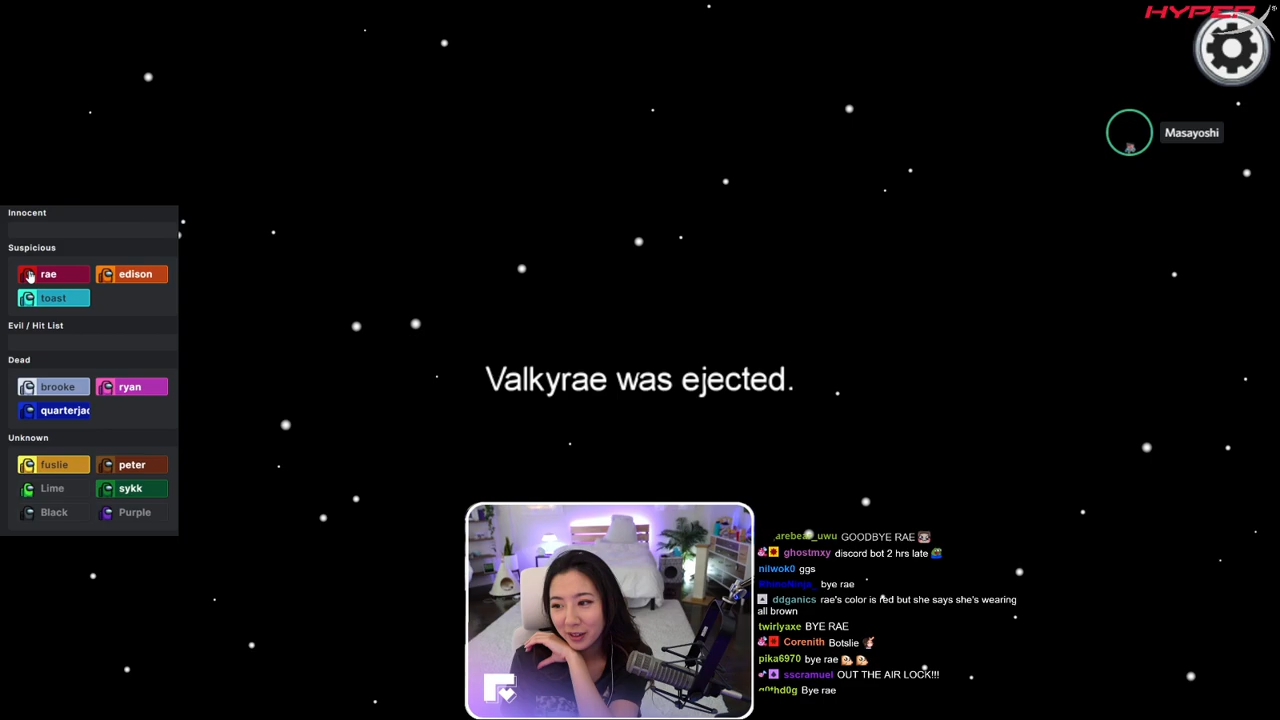 HYPERX
Masayoshi
Innocent
Suspicious
rae
edison
toast
Evil / Hit List
Dead
brooke
ryan
quarterjac
Unknown
fuslie
peter
Lime
sykk
Black
Purple
Valkyrae was ejected.
GOODBYE RAE
ghostmxy discord bot 2 hrs late
nilwok0 ggs
bye rae
ddganics rae's color is red but she says she's wearing
all brown
twirlyaxe BYE RAE
Corenith Botslie
pika6970 bye rae
sscramuel OUT THE AIR LOCK!!!
Bye rae